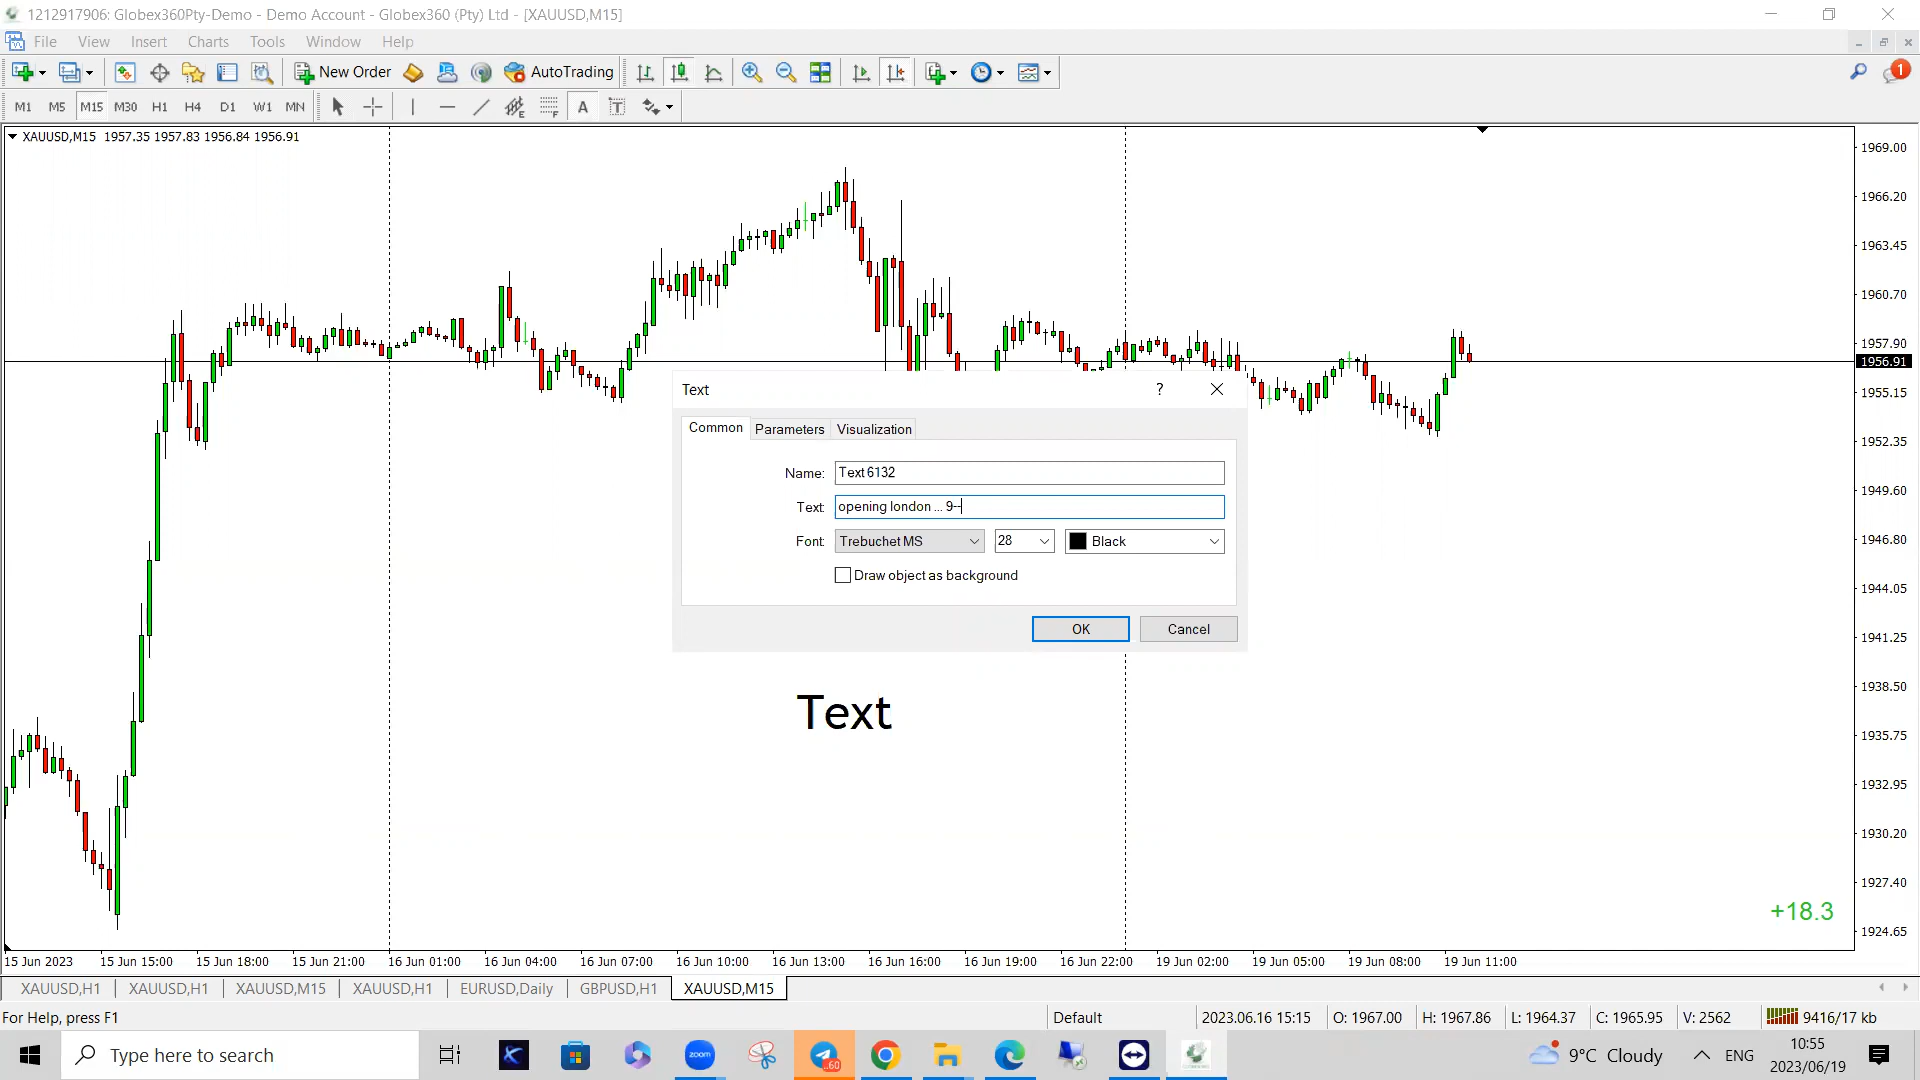 1212917906: Globex360Pty-Demo - Demo Account - Globex360 (Pty) Ltd - [XAUUSD,M15]
File View Insert Charts Tools Window Help
New Order AutoTrading 1
M1 M5 M15 M30 H1 H4 D1 W1 MN A T
XAUUSD,M15 1957.35 1957.83 1956.84 1956.91
1969.00
1966.20
1963.45
1960.70
1957.90
1956.91
1955.15
1952.35
1949.60
1946.80
1944.05
1941.25
1938.50
1935.75
1932.95
1930.20
1927.40
1924.65
Text ?
Common Parameters Visualization
Name: Text 6132
Text: opening london ... 9--
Font: Trebuchet MS 28 Black
Draw object as background
OK Cancel
Text
+18.3
15 Jun 2023 15 Jun 15:00 15 Jun 18:00 15 Jun 21:00 16 Jun 01:00 16 Jun 04:00 16 Jun 07:00 16 Jun 10:00 16 Jun 13:00 16 Jun 16:00 16 Jun 19:00 16 Jun 22:00 19 Jun 02:00 19 Jun 05:00 19 Jun 08:00 19 Jun 11:00
XAUUSD,H1 XAUUSD,H1 XAUUSD,M15 XAUUSD,H1 EURUSD,Daily GBPUSD,H1 XAUUSD,M15
For Help, press F1 Default 2023.06.16 15:15 O: 1967.00 H: 1967.86 L: 1964.37 C: 1965.95 V: 2562 9416/17 kb
Type here to search zoom ..60 9°C Cloudy ENG 10:55
2023/06/19